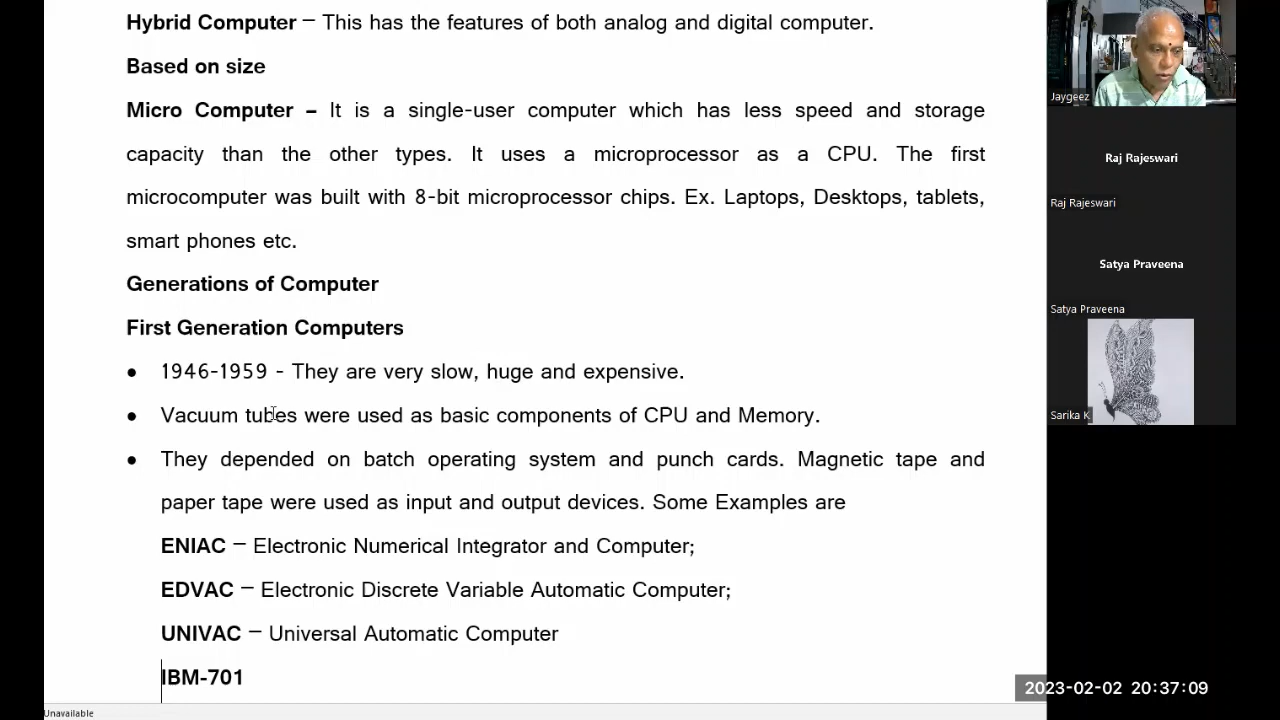 Hybrid Computer – This has the features of both analog and digital computer.
Based on size
Micro Computer – It is a single-user computer which has less speed and storage
capacity than the other types. It uses a microprocessor as a CPU. The first
microcomputer was built with 8-bit microprocessor chips. Ex. Laptops, Desktops, tablets,
smart phones etc.
Generations of Computer
First Generation Computers
• 1946-1959 - They are very slow, huge and expensive.
• Vacuum tubes were used as basic components of CPU and Memory.
• They depended on batch operating system and punch cards. Magnetic tape and
paper tape were used as input and output devices. Some Examples are
ENIAC – Electronic Numerical Integrator and Computer;
EDVAC – Electronic Discrete Variable Automatic Computer;
UNIVAC – Universal Automatic Computer
IBM-701
Unavailable
Jaygeez
Raj Rajeswari
Raj Rajeswari
Satya Praveena
Satya Praveena
Sarika K
2023-02-02 20:37:09